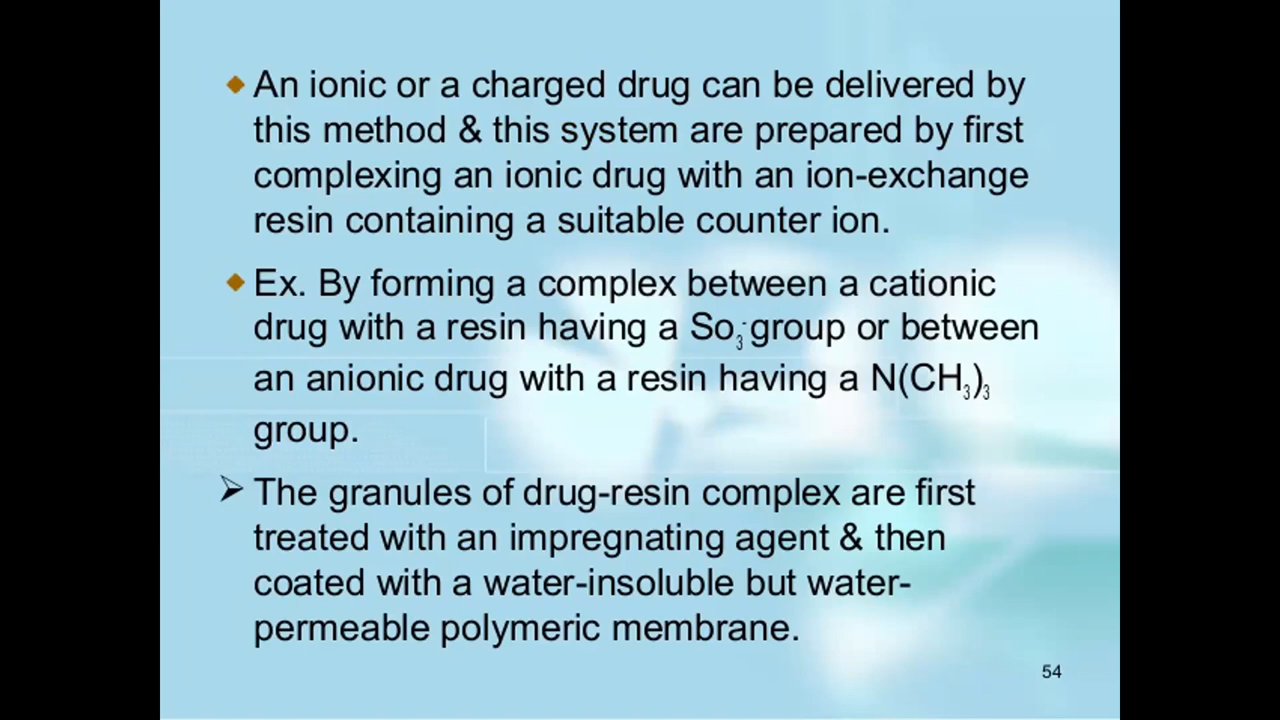 ◆ An ionic or a charged drug can be delivered by
this method & this system are prepared by first
complexing an ionic drug with an ion-exchange
resin containing a suitable counter ion.
◆ Ex. By forming a complex between a cationic
drug with a resin having a So₃⁻ group or between
an anionic drug with a resin having a N(CH₃)₃
group.
➢ The granules of drug-resin complex are first
treated with an impregnating agent & then
coated with a water-insoluble but water-
permeable polymeric membrane.
54